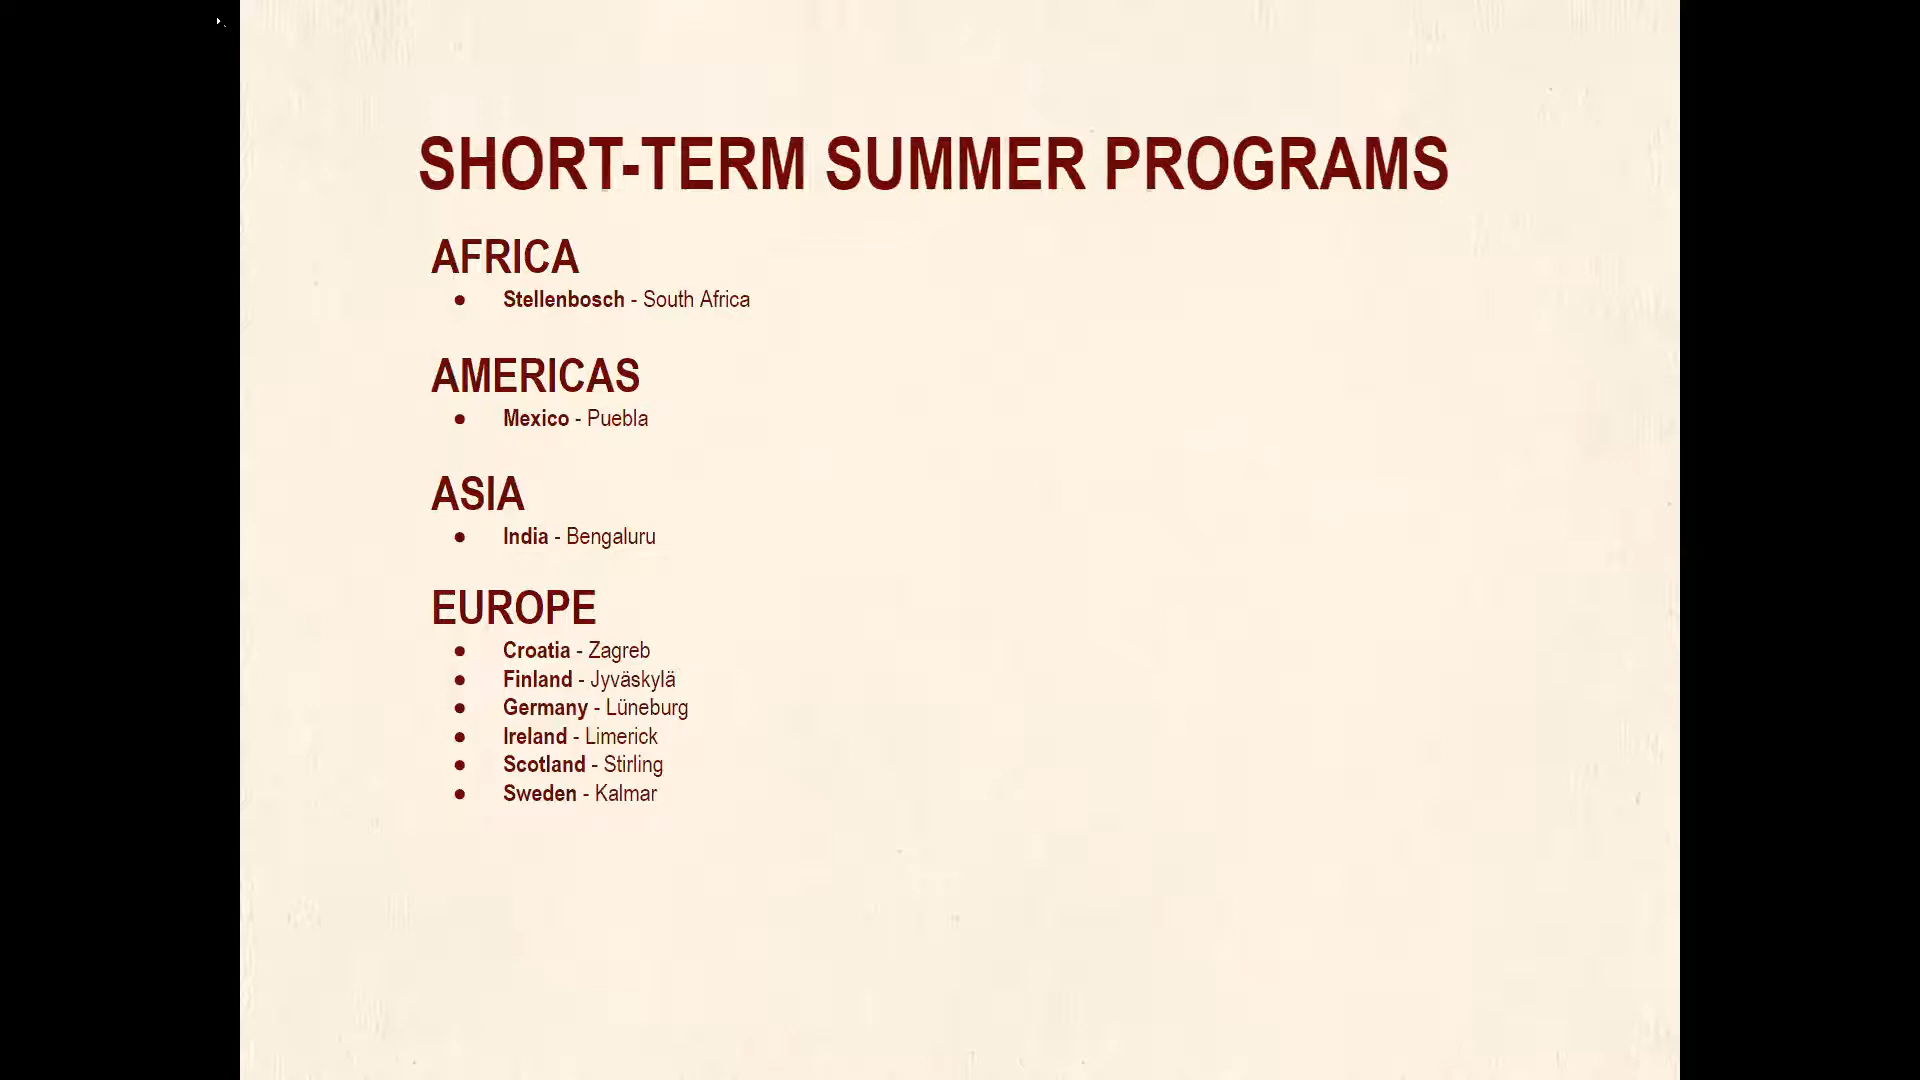 SHORT-TERM SUMMER PROGRAMS
AFRICA
● Stellenbosch - South Africa
AMERICAS
● Mexico - Puebla
ASIA
● India - Bengaluru
EUROPE
● Croatia - Zagreb
● Finland - Jyväskylä
● Germany - Lüneburg
● Ireland - Limerick
● Scotland - Stirling
● Sweden - Kalmar